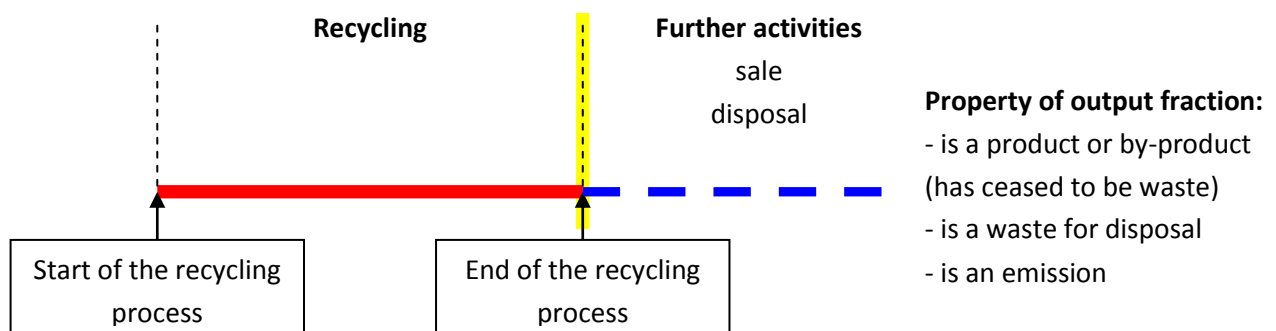 Recycling
Further activities
sale
disposal
Property of output fraction:
- is a product or by-product
(has ceased to be waste)
- is a waste for disposal
- is an emission
Start of the recycling
process
End of the recycling
process